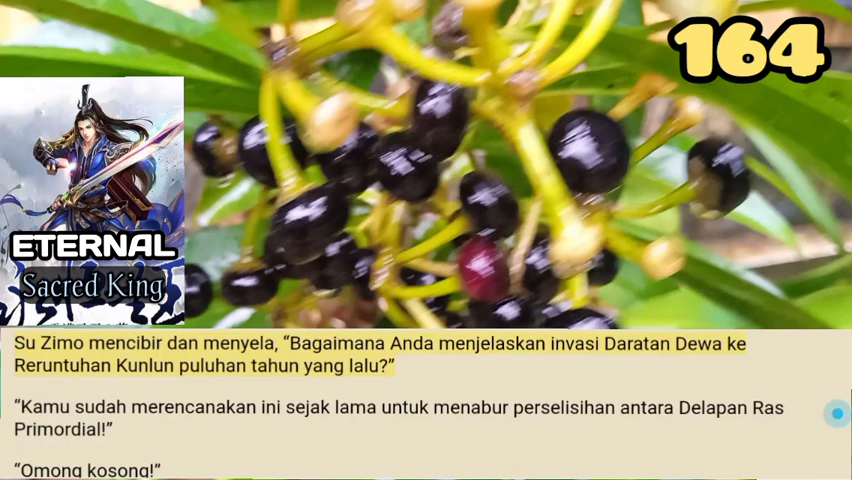 164
ETERNAL
Sacred King
Su Zimo mencibir dan menyela, “Bagaimana Anda menjelaskan invasi Daratan Dewa ke
Reruntuhan Kunlun puluhan tahun yang lalu?”
“Kamu sudah merencanakan ini sejak lama untuk menabur perselisihan antara Delapan Ras
Primordial!”
“Omong kosong!”